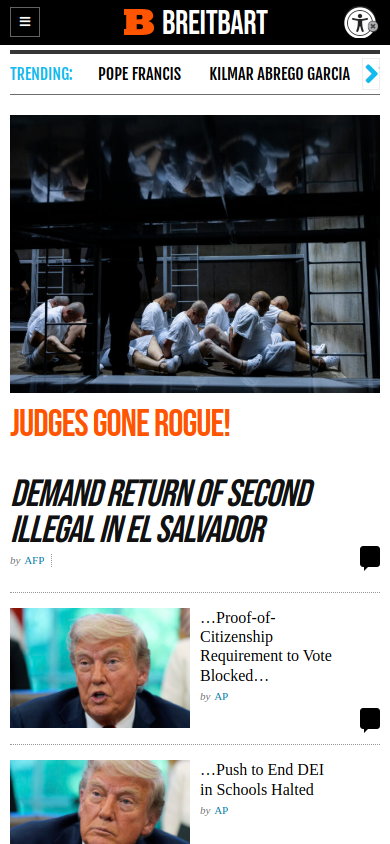 BREITBART
TRENDING: POPE FRANCIS KILMAR ABREGO GARCIA
JUDGES GONE ROGUE!
DEMAND RETURN OF SECOND
ILLEGAL IN EL SALVADOR
by AFP
…Proof-of-
Citizenship
Requirement to Vote
Blocked…
by AP
…Push to End DEI
in Schools Halted
by AP